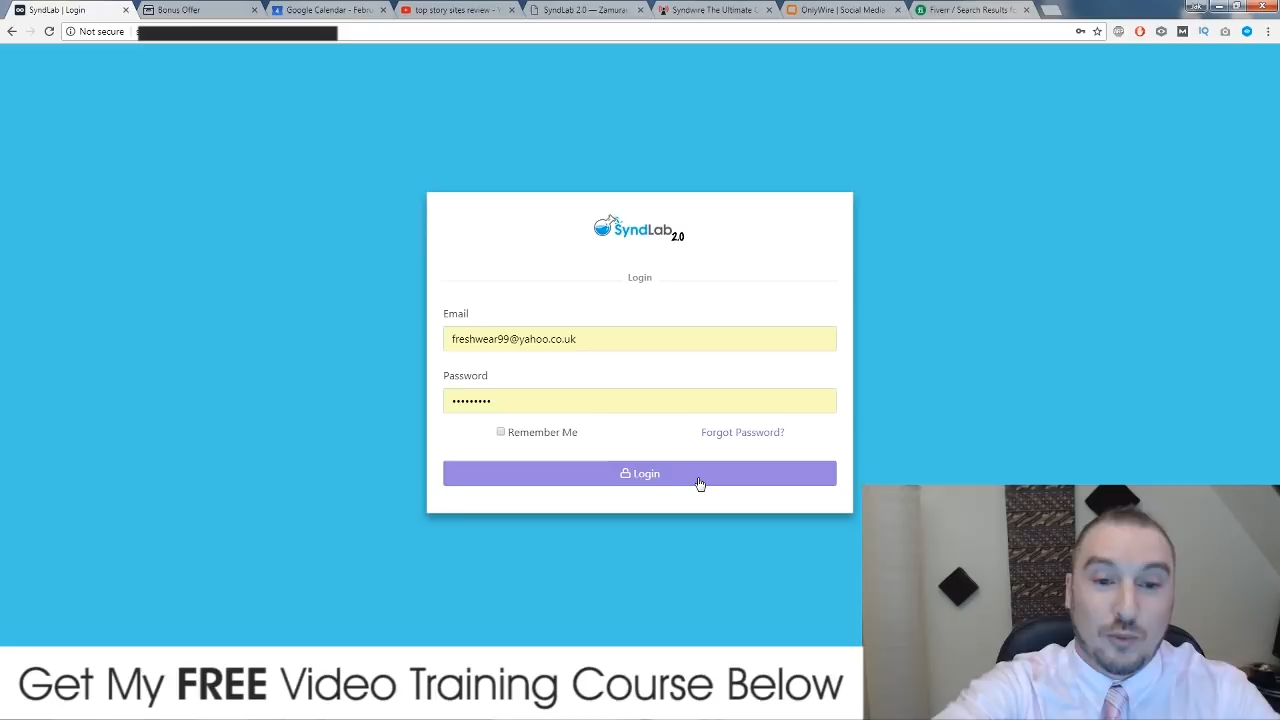 SyndLab | Login
Bonus Offer
Google Calendar - Febru
top story sites review - Y
SyndLab 2.0 — Zamura
Syndwire The Ultimate
OnlyWire | Social Media
Fiverr / Search Results fo
Jak
Not secure
SyndLab 2.0
Login
Email
freshwear99@yahoo.co.uk
Password
Remember Me
Forgot Password?
Login
Get My FREE Video Training Course Below